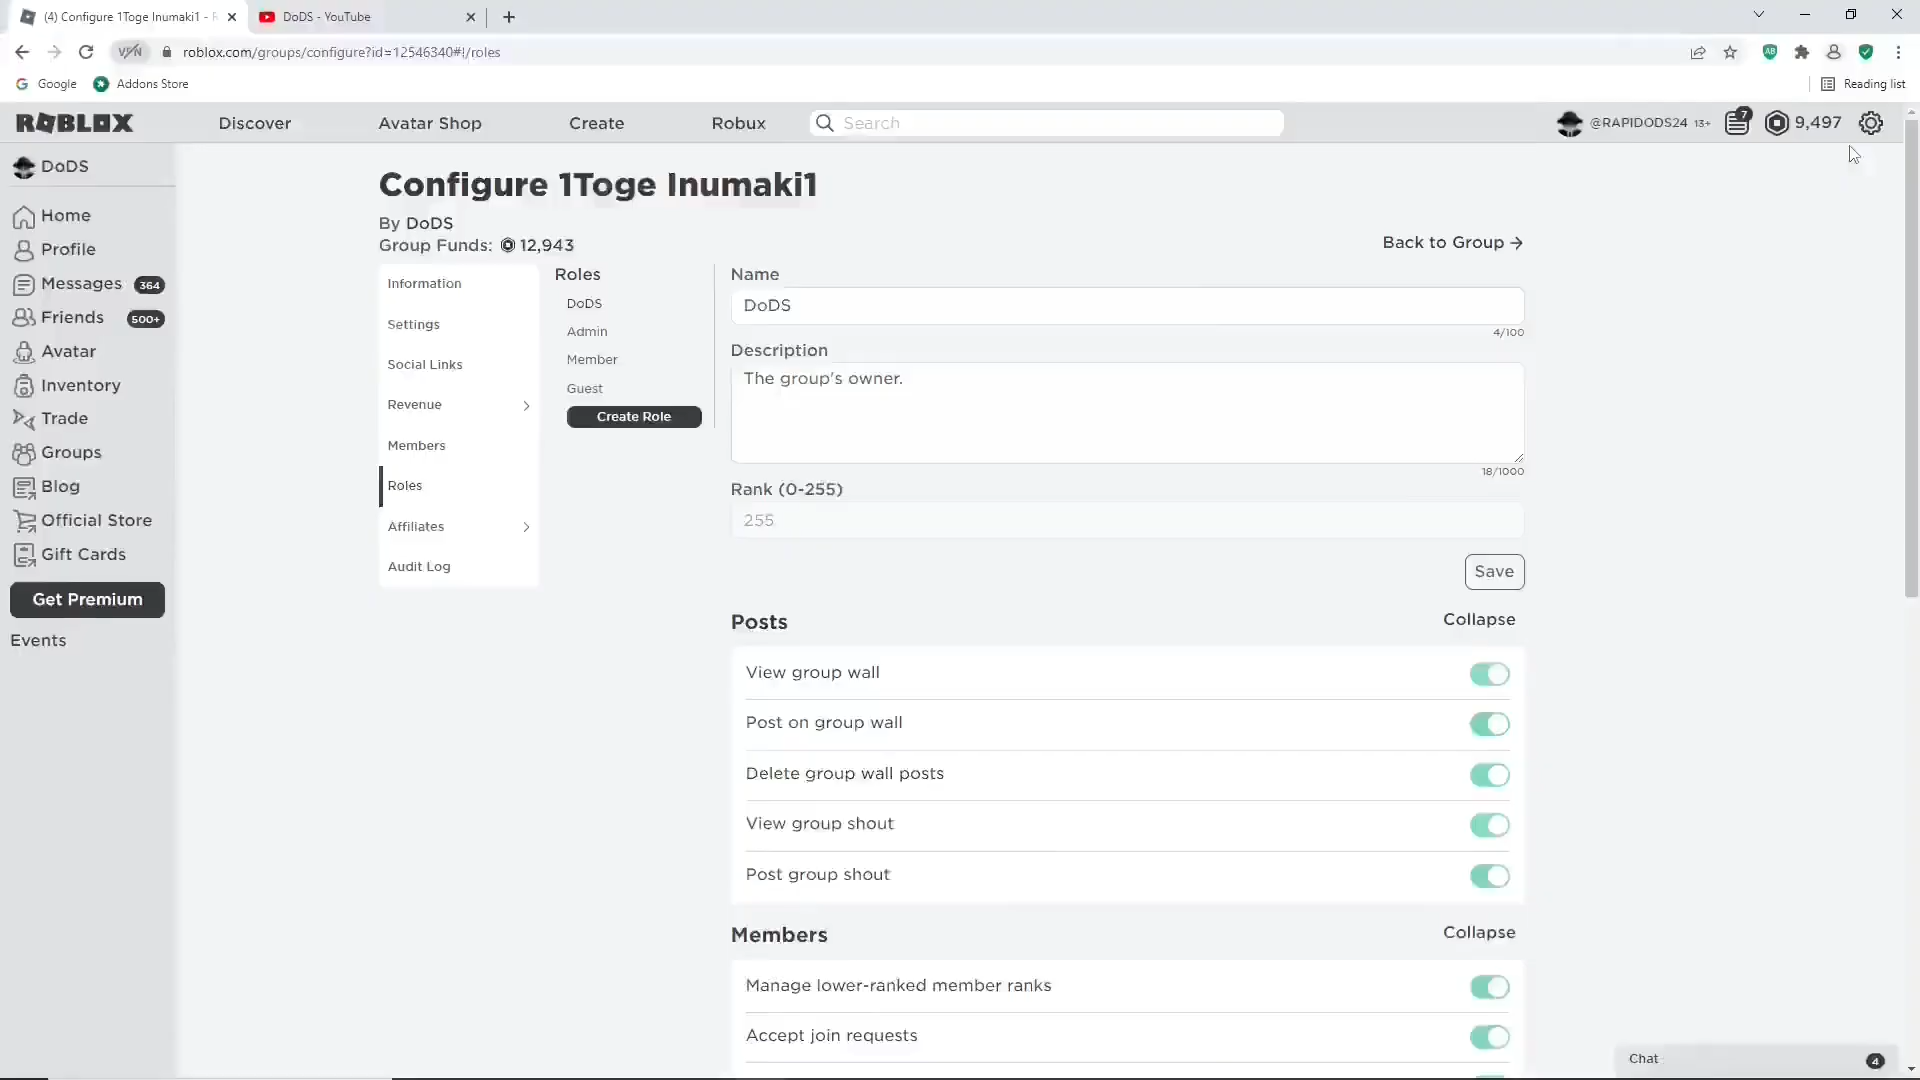 (4) Configure 1Toge Inumaki1 - R
DoDS - YouTube
VPN
roblox.com/groups/configure?id=12546340#!/roles
Google
Addons Store
Reading list
ROBLOX
Discover
Avatar Shop
Create
Robux
Search
@RAPIDODS24 13+
7
9,497
DoDS
Home
Profile
Messages 364
Friends 500+
Avatar
Inventory
Trade
Groups
Blog
Official Store
Gift Cards
Get Premium
Events
Configure 1Toge Inumaki1
By DoDS
Group Funds: 12,943
Back to Group →
Information
Settings
Social Links
Revenue
Members
Roles
Affiliates
Audit Log
Roles
DoDS
Admin
Member
Guest
Create Role
Name
DoDS
4/100
Description
The group's owner.
18/1000
Rank (0-255)
255
Save
Posts
Collapse
View group wall
Post on group wall
Delete group wall posts
View group shout
Post group shout
Members
Collapse
Manage lower-ranked member ranks
Accept join requests
Chat
4